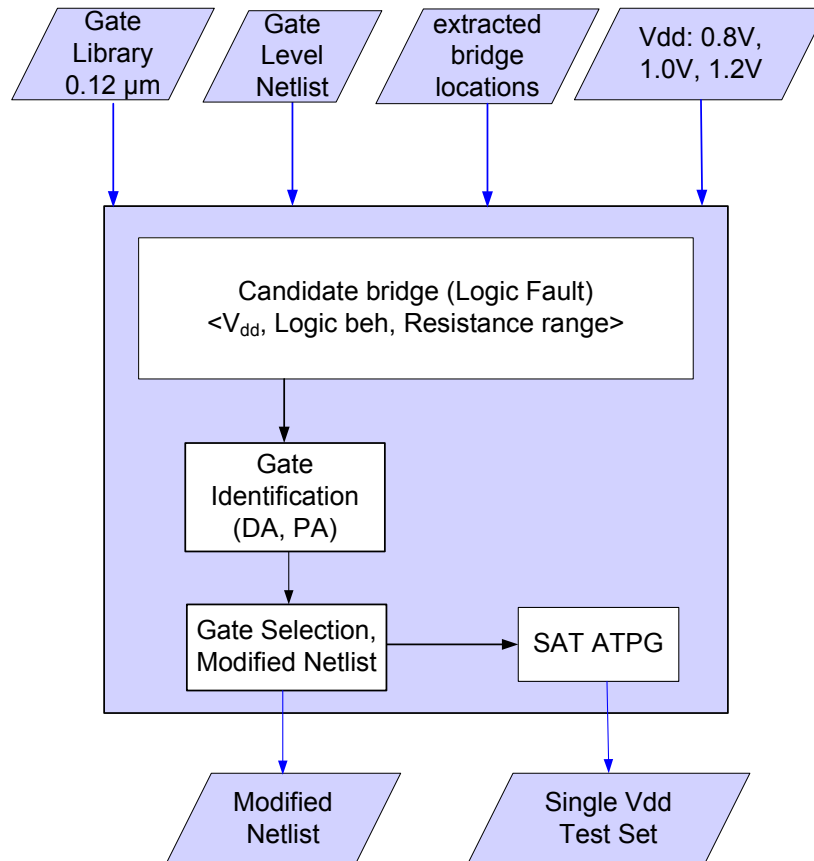 Gate
Library
0.12 µm
Gate
Level
Netlist
extracted
bridge
locations
Vdd: 0.8V,
1.0V, 1.2V
Candidate bridge (Logic Fault)
<Vdd, Logic beh, Resistance range>
Gate
Identification
(DA, PA)
Gate Selection,
Modified Netlist
SAT ATPG
Modified
Netlist
Single Vdd
Test Set